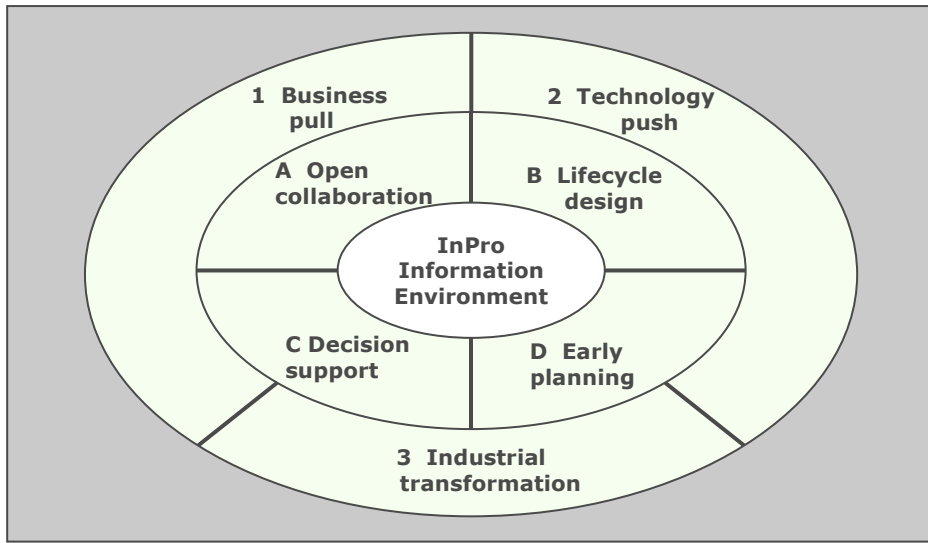 1 Business
pull
2 Technology
push
A Open
collaboration
B Lifecycle
design
InPro
Information
Environment
C Decision
support
D Early
planning
3 Industrial
transformation